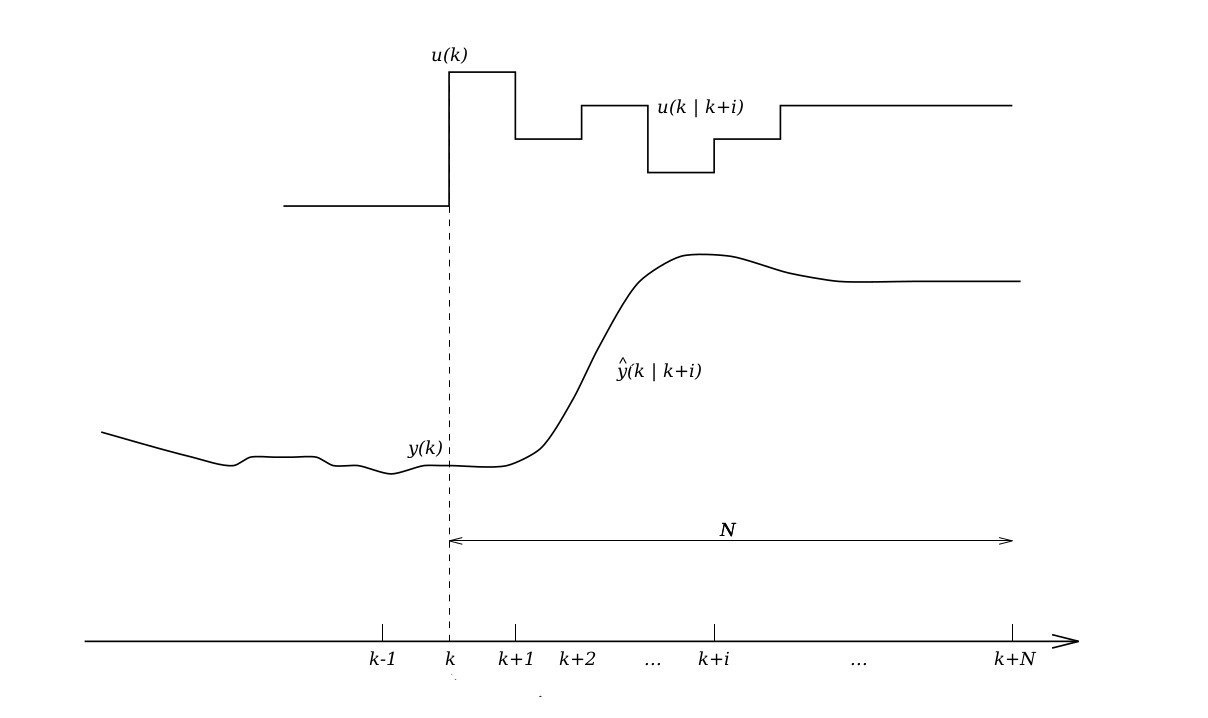 u(k)
u(k | k+i)
ŷ(k | k+i)
y(k)
N
k-1 k k+1 k+2 ... k+i ... k+N